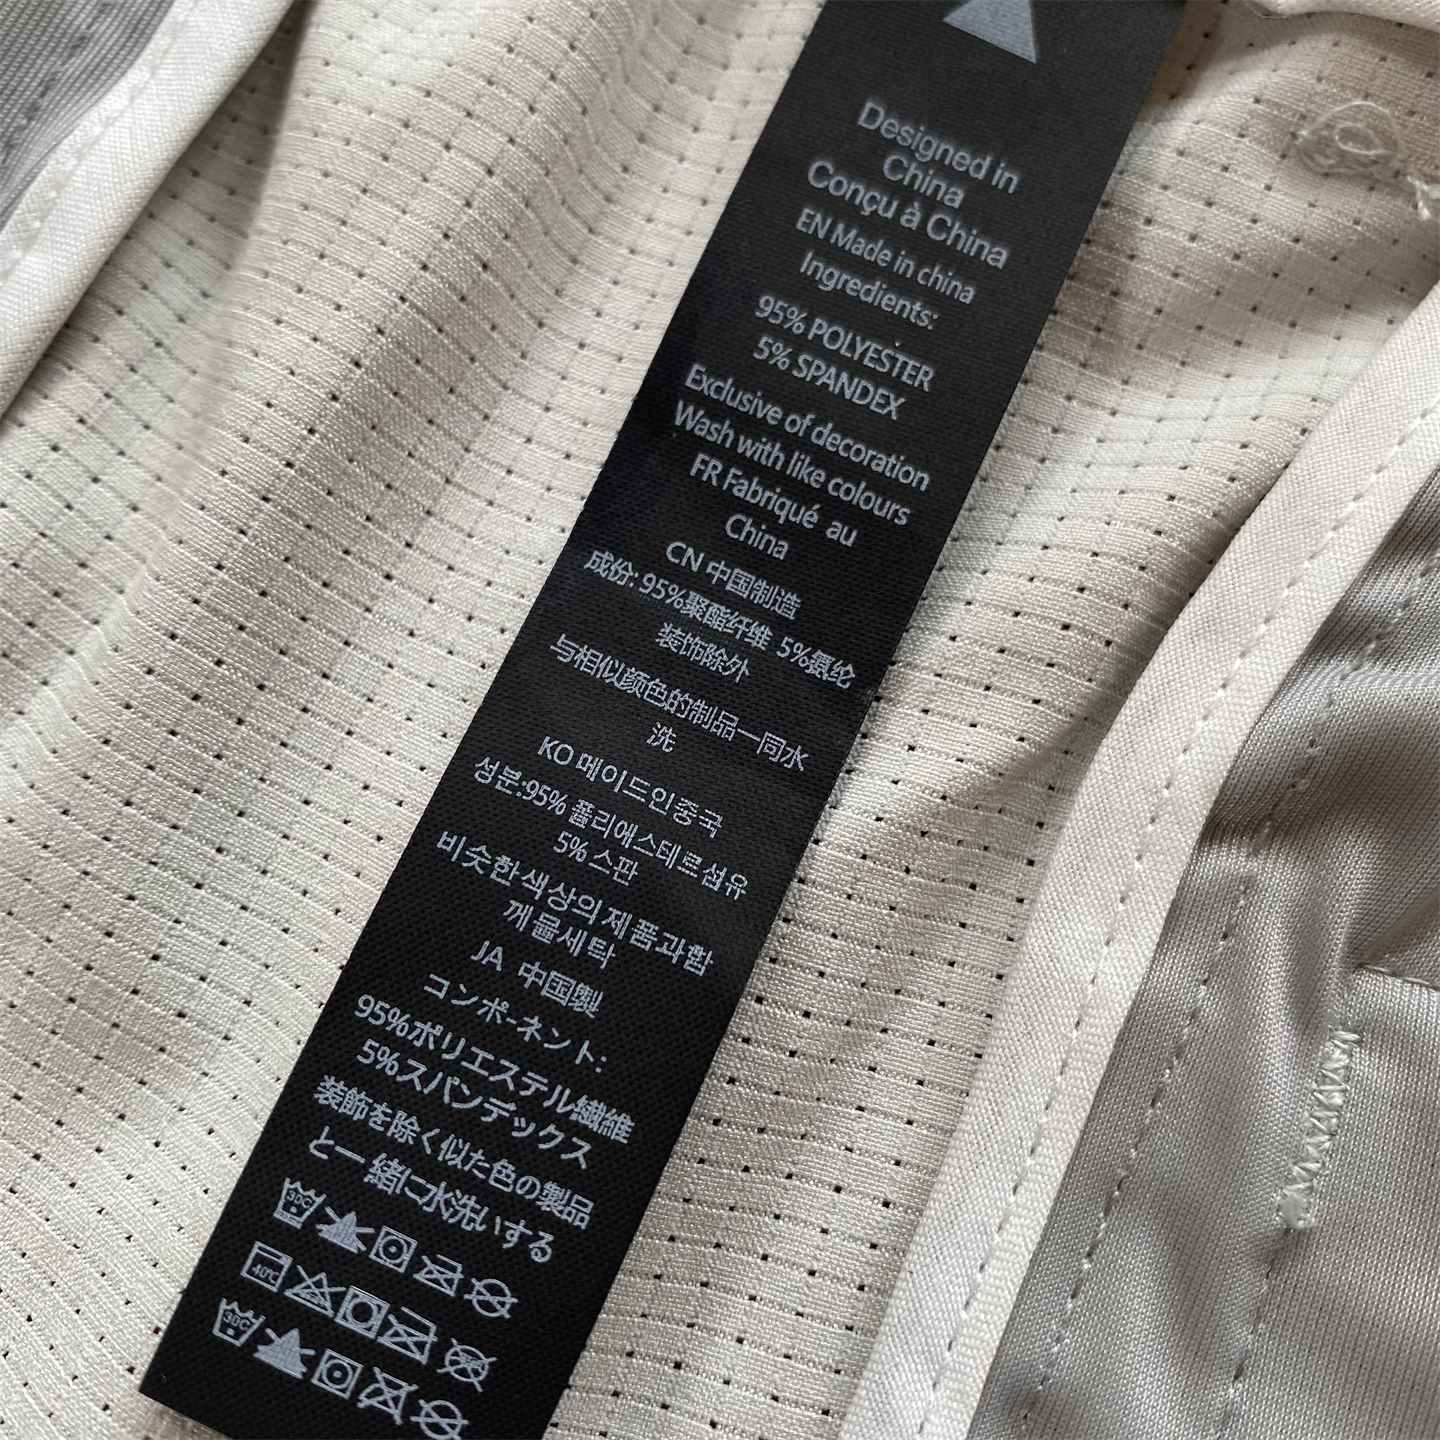 Designed in
China
Conçu à China
EN Made in china
Ingredients:
95% POLYESTER
5% SPANDEX
Exclusive of decoration
Wash with like colours
FR Fabriqué au
China
CN 中国制造
成份: 95%聚酯纤维 5%氨纶
装饰除外
与相似颜色的制品一同水
洗
KO 메이드인중국
성분:95% 폴리에스테르섬유
5% 스판
비슷한색상의제품과함
께물세탁
JA 中国製
コンポ-ネント:
95%ポリエステル繊維
5%スパンデックス
装飾を除く似た色の製品
と一緒に水洗いする
30C
40℃
30C